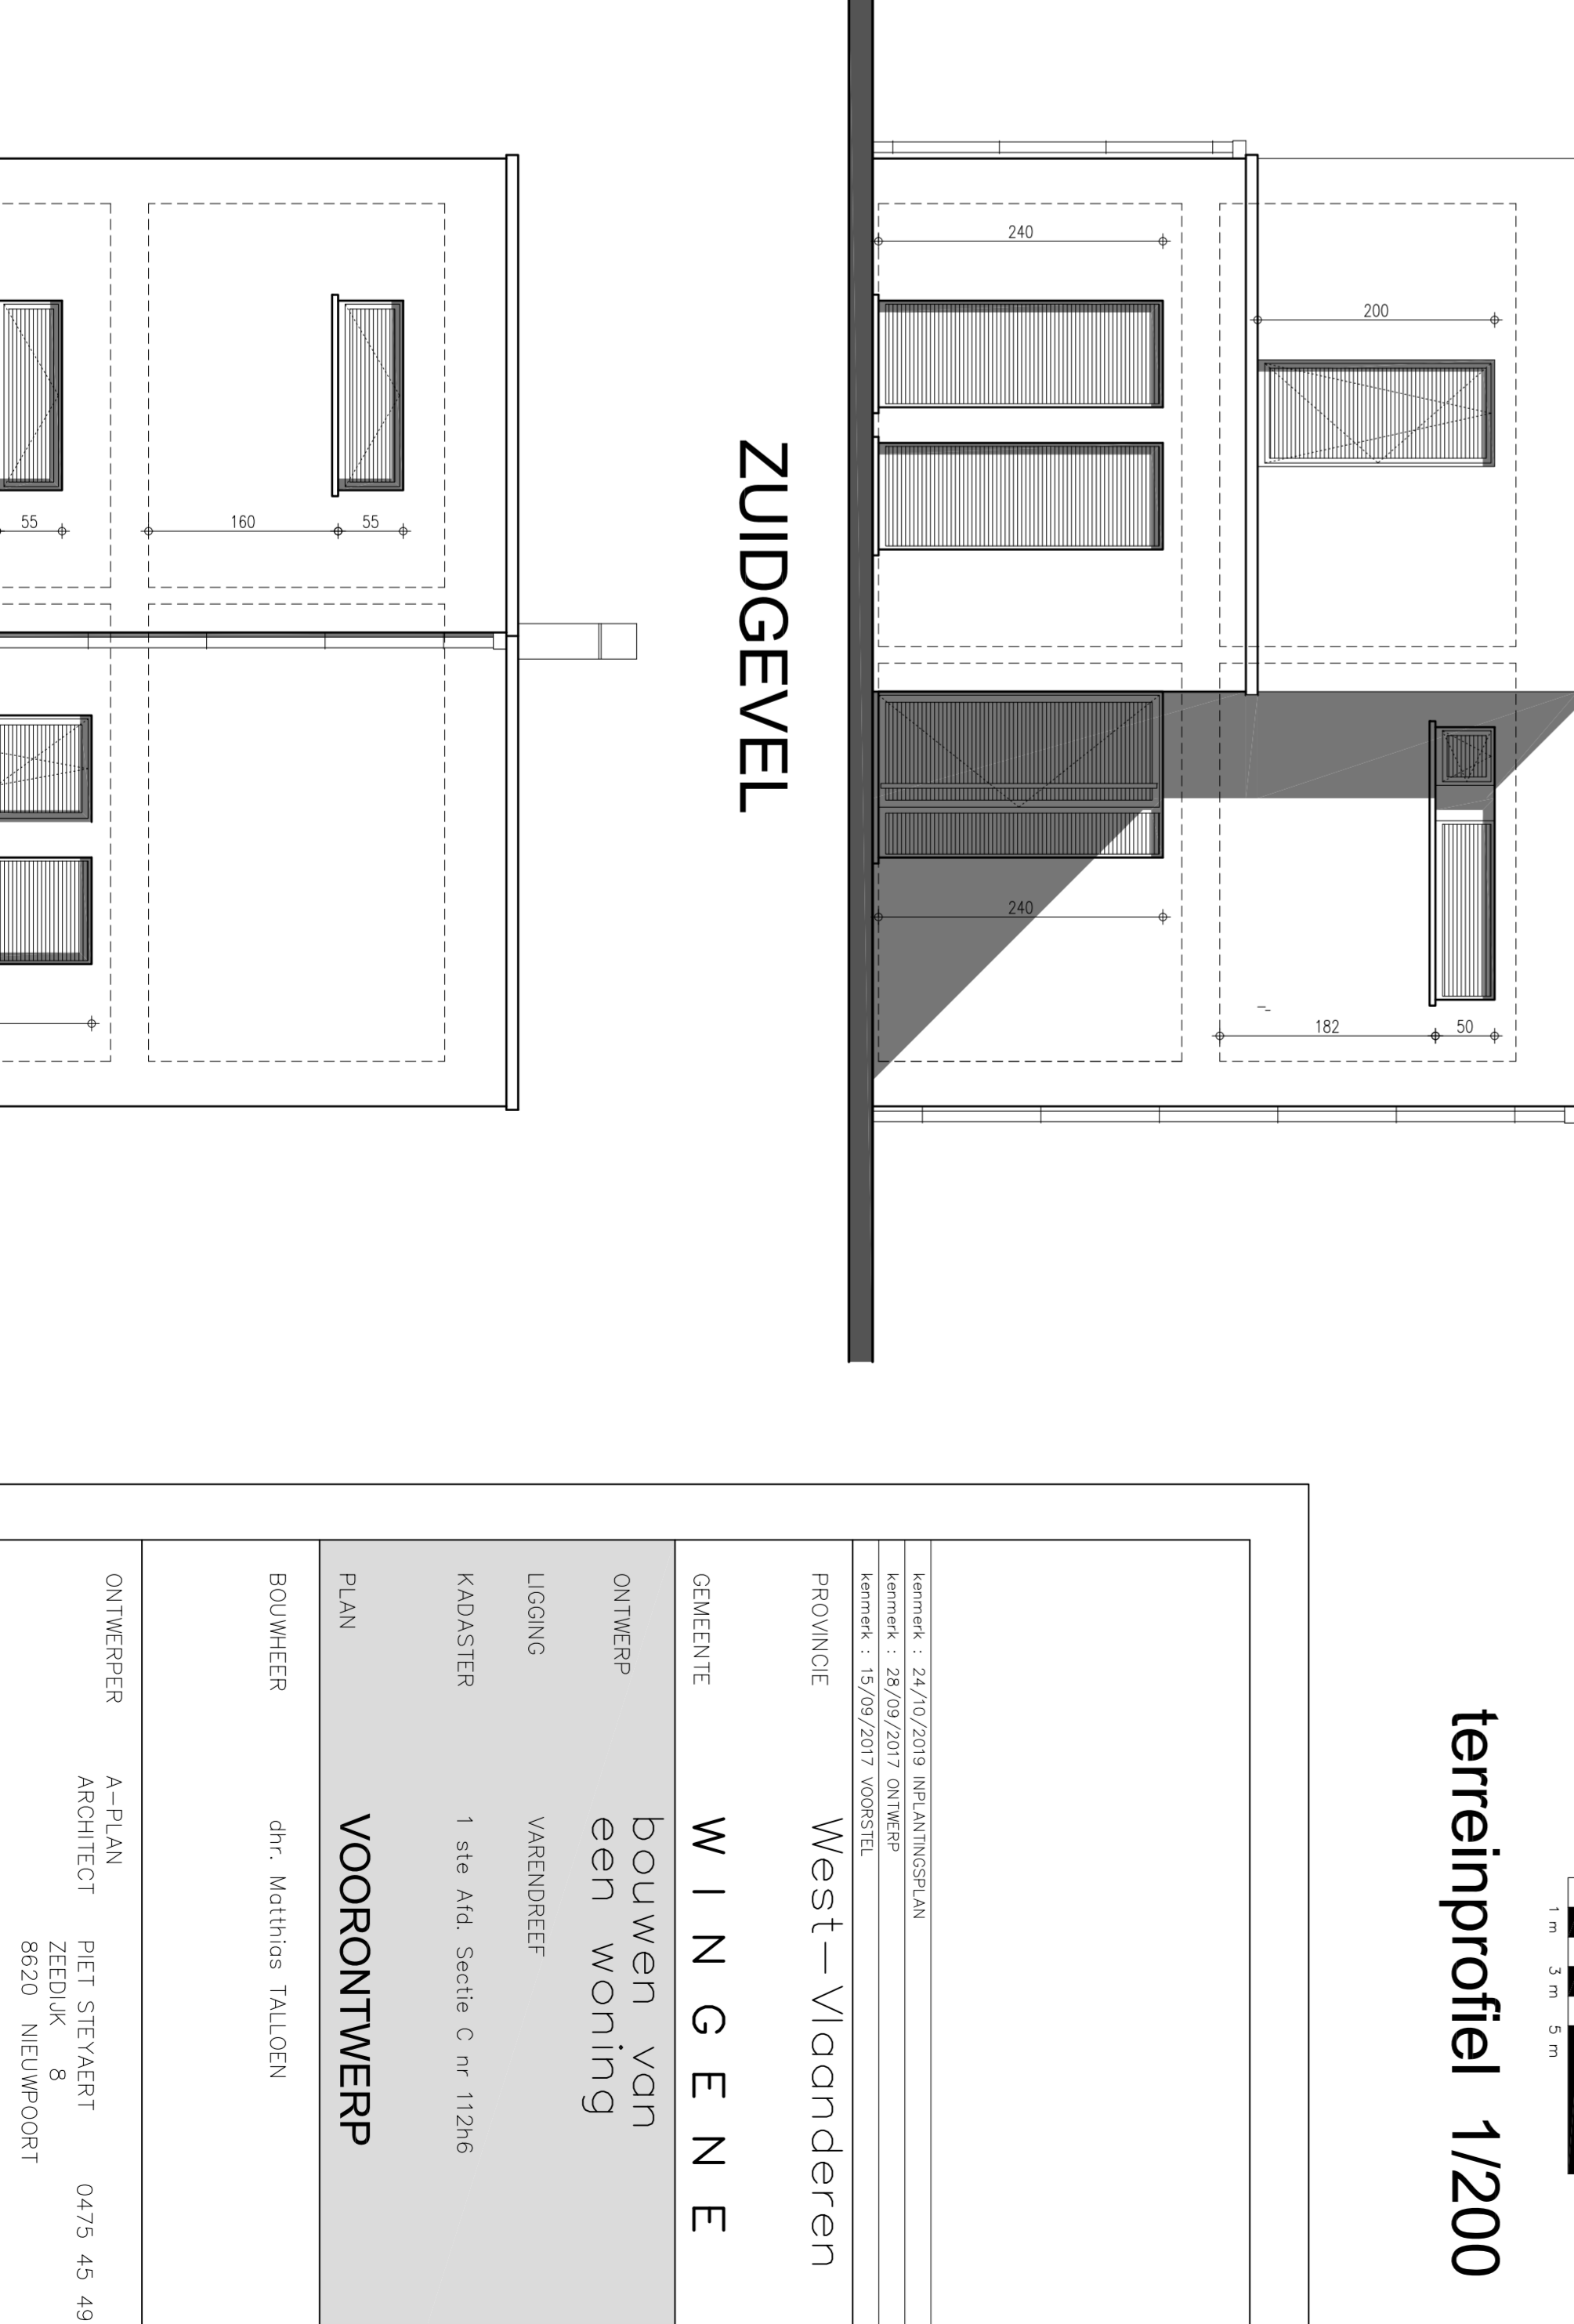 200
50
182
240
240
ZUIDGEVEL
55
160
55
1 m 3 m 5 m
terreinprofiel 1/200
kenmerk : 24/10/2019 INPLANTINGSPLAN
kenmerk : 28/09/2017 ONTWERP
kenmerk : 15/09/2017 VOORSTEL
PROVINCIE West-Vlaanderen
GEMEENTE W I N G E N E
ONTWERP bouwen van
een woning
LIGGING VARENDREEF
KADASTER 1 ste Afd. Sectie C nr 112h6
PLAN VOORONTWERP
BOUWHEER dhr. Matthias TALLOEN
ONTWERPER A-PLAN
ARCHITECT PIET STEYAERT 0475 45 49
ZEEDIJK 8
8620 NIEUWPOORT